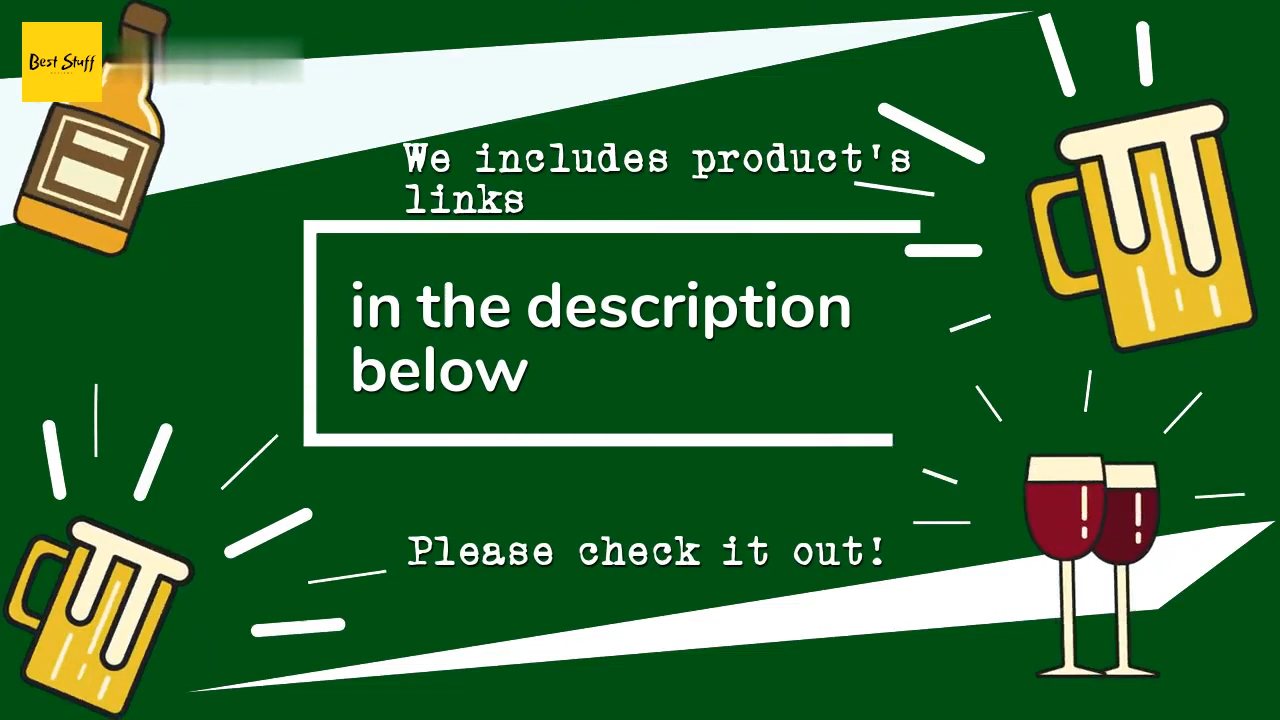 Best Stuff
We includes product's
links
in the description
below
Please check it out!